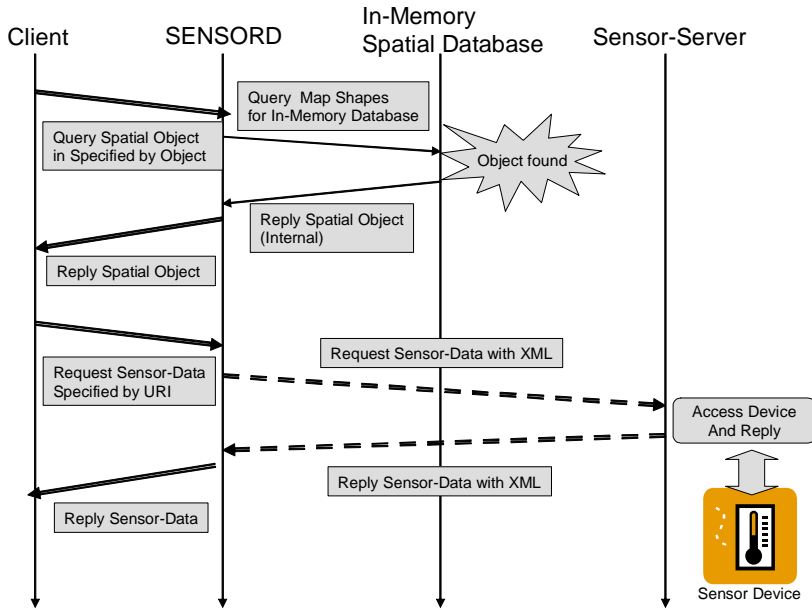 Client
SENSORD
In-Memory
Spatial Database
Sensor-Server
Query Map Shapes
for In-Memory Database
Query Spatial Object
in Specified by Object
Object found
Reply Spatial Object
(Internal)
Reply Spatial Object
Request Sensor-Data with XML
Request Sensor-Data
Specified by URI
Access Device
And Reply
Reply Sensor-Data with XML
Reply Sensor-Data
Sensor Device